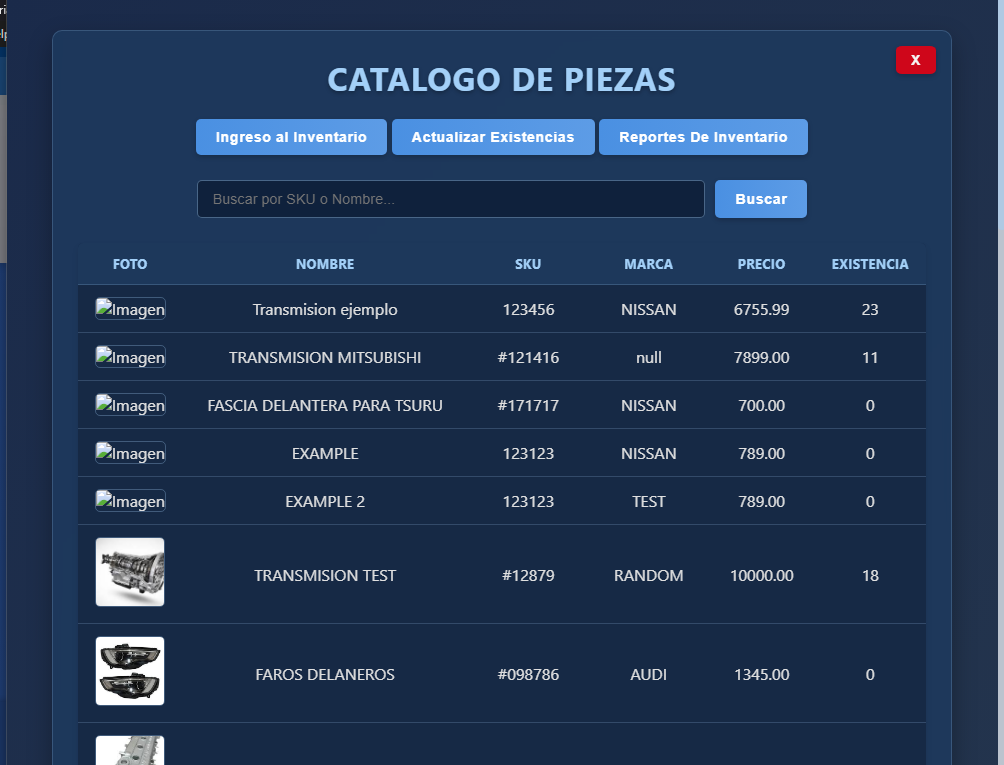 X
CATALOGO DE PIEZAS
Ingreso al Inventario Actualizar Existencias Reportes De Inventario
Buscar por SKU o Nombre... Buscar
FOTO NOMBRE SKU MARCA PRECIO EXISTENCIA
Imagen Transmision ejemplo 123456 NISSAN 6755.99 23
Imagen TRANSMISION MITSUBISHI #121416 null 7899.00 11
Imagen FASCIA DELANTERA PARA TSURU #171717 NISSAN 700.00 0
Imagen EXAMPLE 123123 NISSAN 789.00 0
Imagen EXAMPLE 2 123123 TEST 789.00 0
TRANSMISION TEST #12879 RANDOM 10000.00 18
FAROS DELANEROS #098786 AUDI 1345.00 0